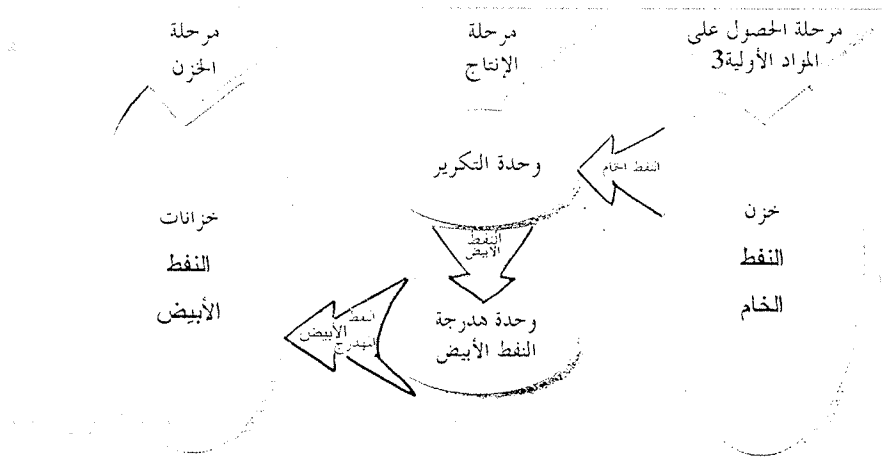 مرحلة الحصول على
المواد الأولية3
مرحلة
الإنتاج
مرحلة
الخزن
خزن
النفط
الخام
النفط الخام
وحدة التكرير
النفط
الأبيض
وحدة هدرجة
النفط الأبيض
النفط
الأبيض
المهدرج
خزانات
النفط
الأبيض